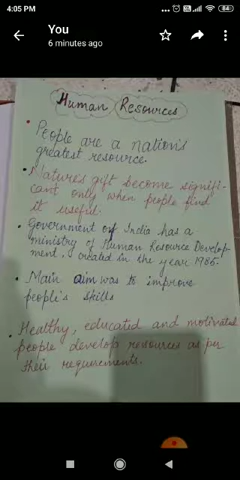 4:05 PM
84
You
6 minutes ago
Human Resources
People are a nation's
greatest resource.
Natures gift become signifi-
cant only when people find
it useful.
Government of India has a
ministry of Human Resource Develop-
ment, created in the year 1985.
Main aim was to improve
people's skills
Healthy, educated and motivated
people develop resources as per
their requirements.